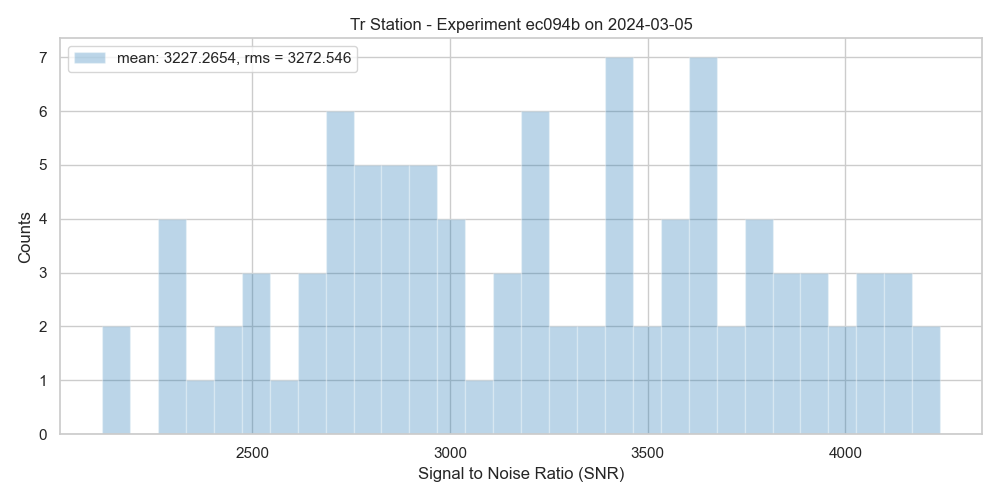 Tr Station - Experiment ec094b on 2024-03-05
mean: 3227.2654, rms = 3272.546
7
6
5
4
3
2
1
0
Counts
2500 3000 3500 4000
Signal to Noise Ratio (SNR)